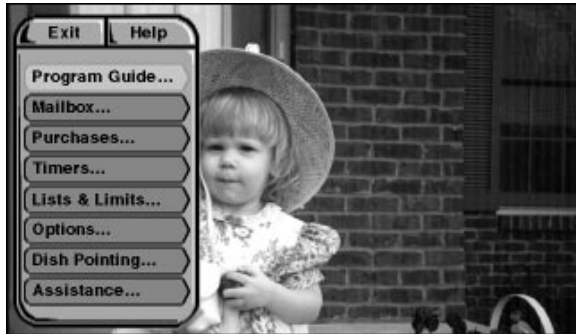 Exit Help
Program Guide...
Mailbox...
Purchases...
Timers...
Lists & Limits...
Options...
Dish Pointing...
Assistance...